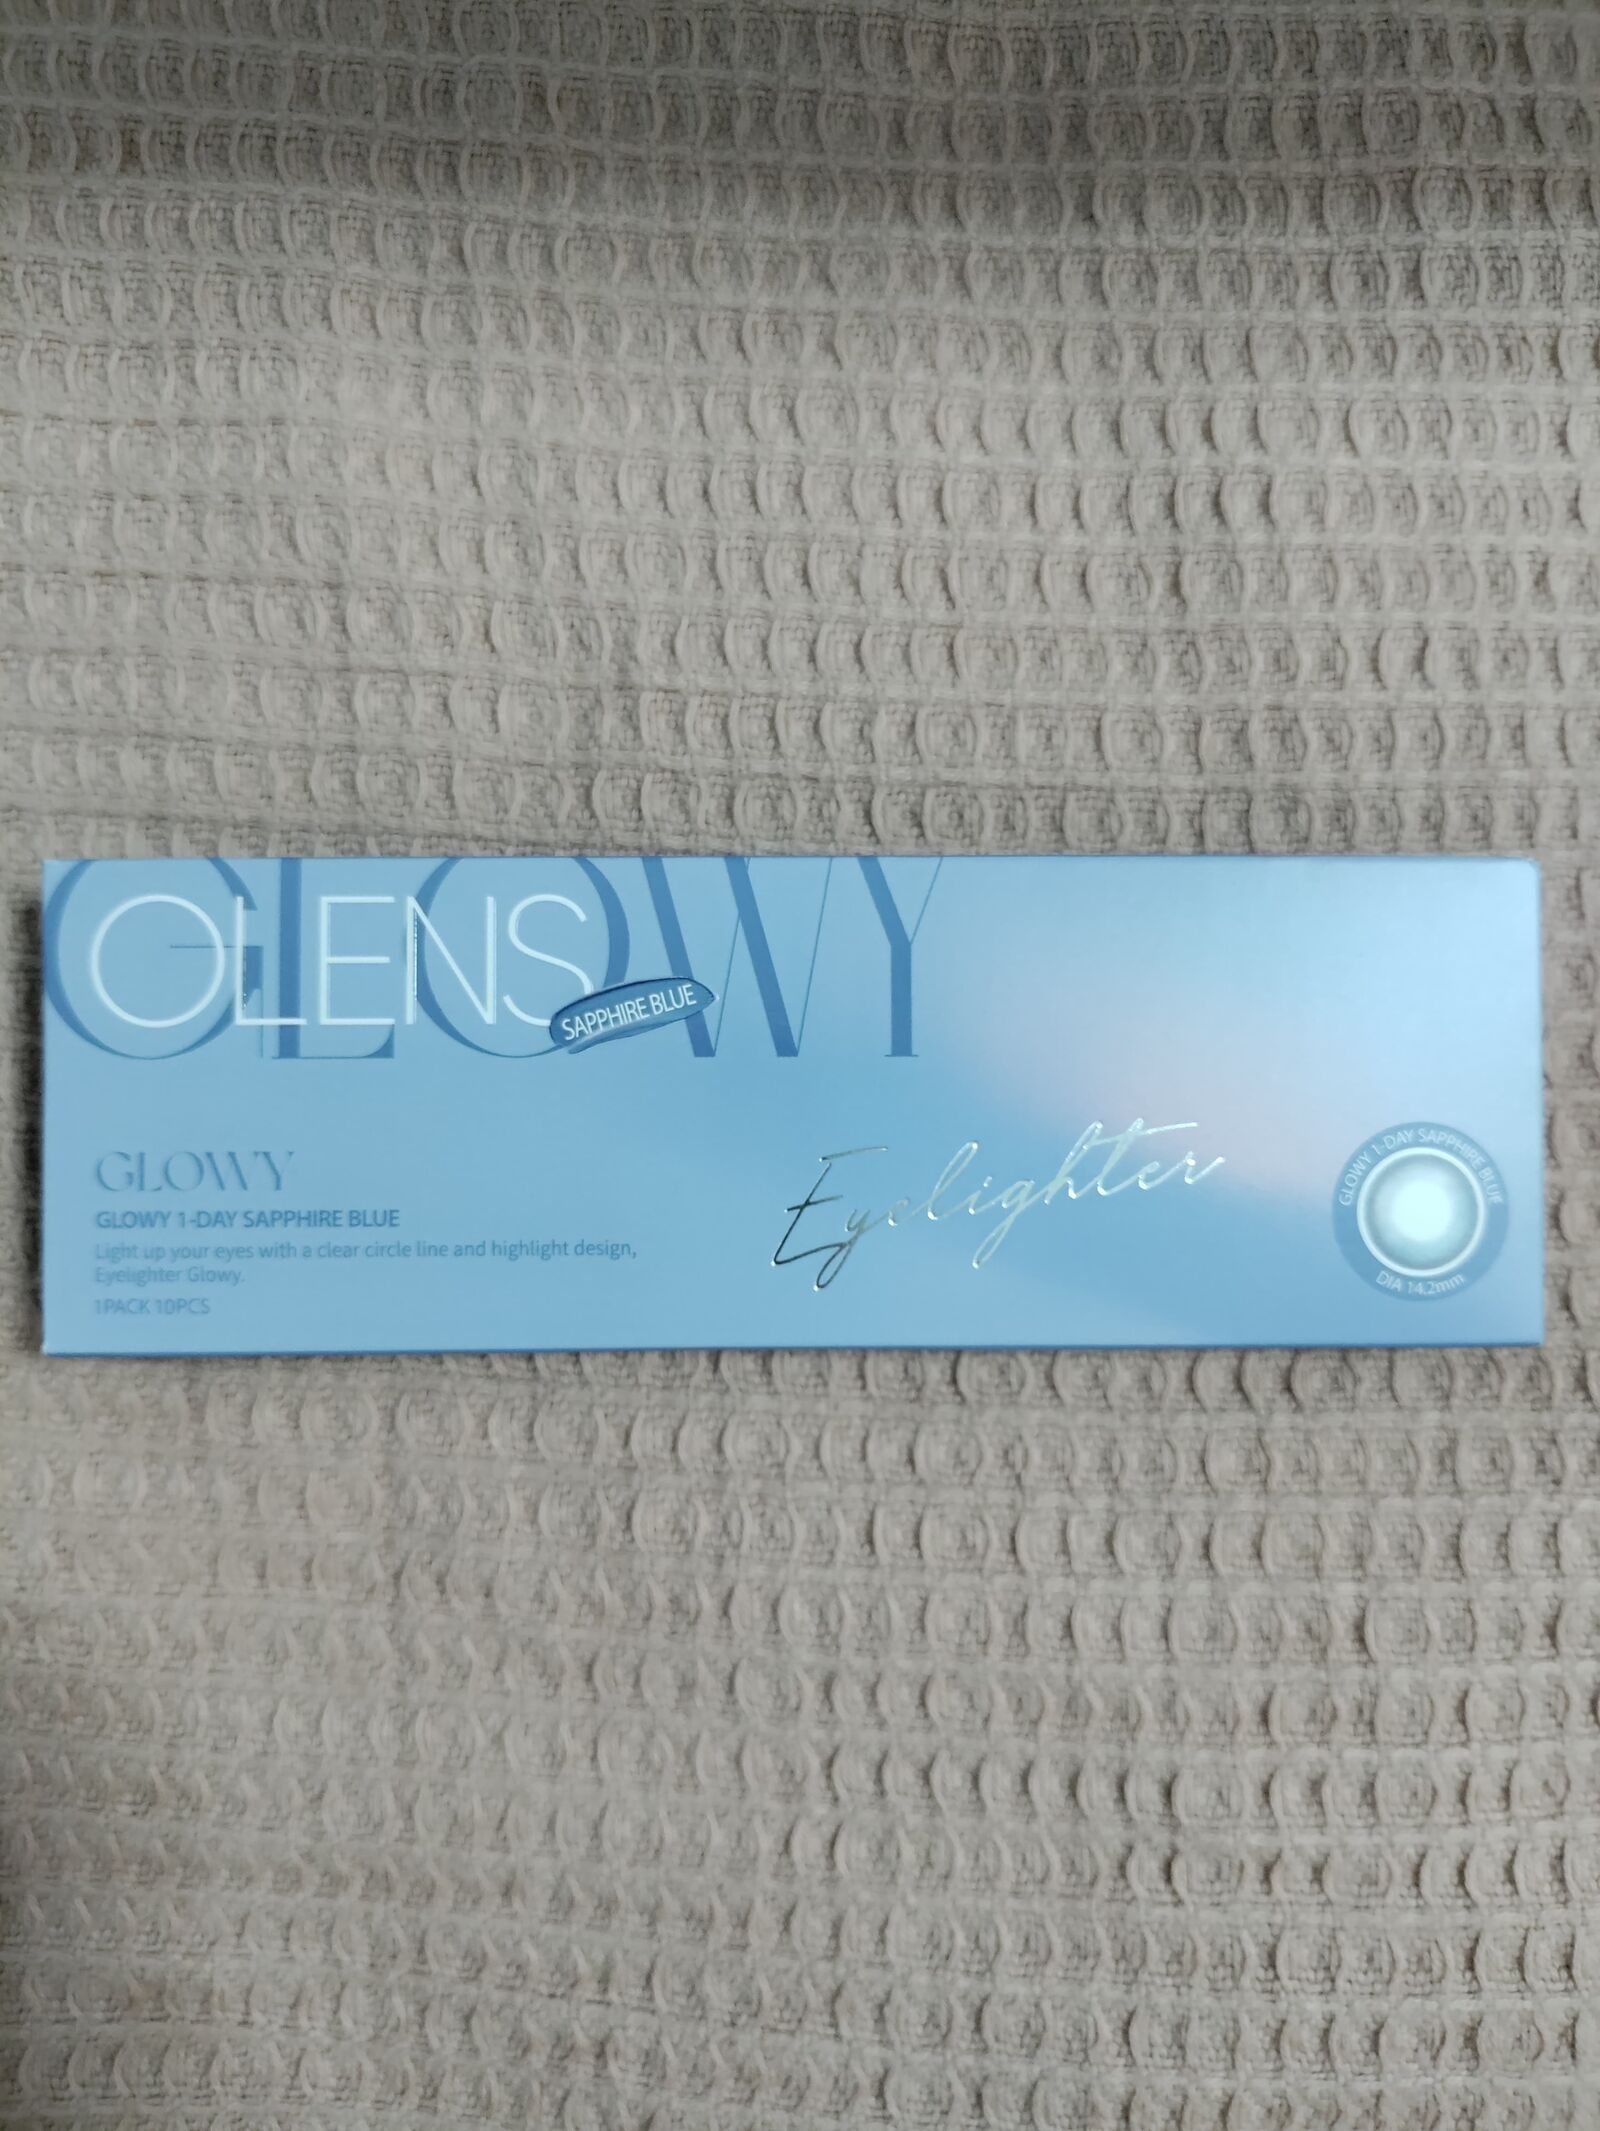 GLOWY
OLENS
SAPPHIRE BLUE
GLOWY
GLOWY 1-DAY SAPPHIRE BLUE
Light up your eyes with a clear circle line and highlight design,
Eyelighter Glowy.
1PACK 10PCS
Eyelighter
GLOWY 1-DAY SAPPHIRE BLUE
DIA 14.2mm